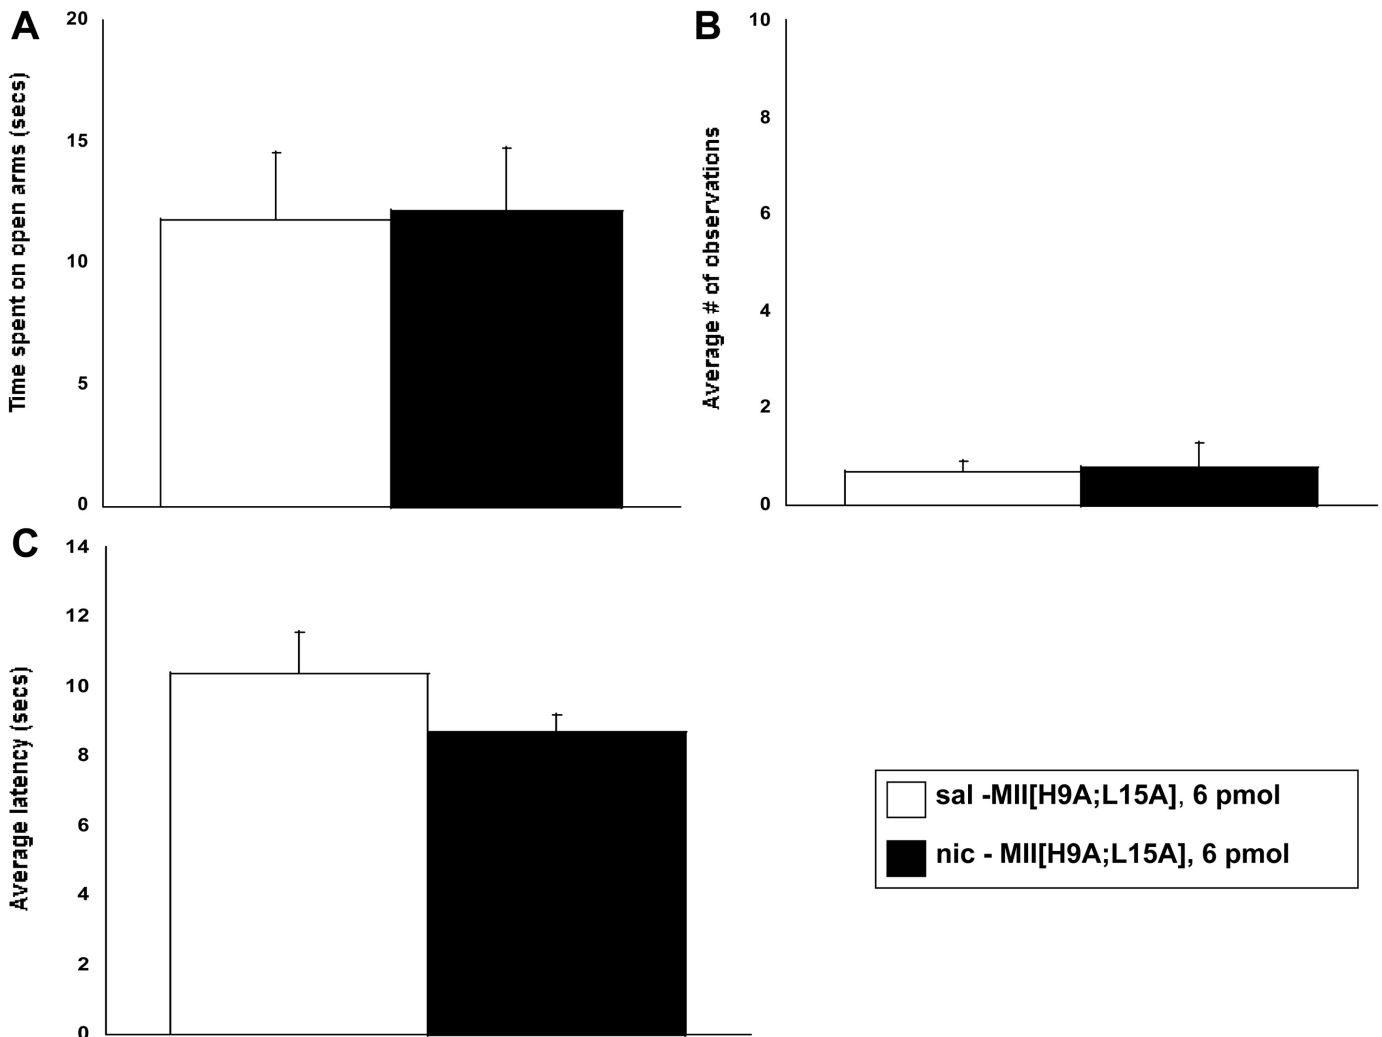 A
Time spent on open arms (secs)
20
15
10
5
0
B
Average # of observations
10
8
6
4
2
0
C
Average latency (secs)
14
12
10
8
6
4
2
0
sal -MII[H9A;L15A], 6 pmol
nic - MII[H9A;L15A], 6 pmol